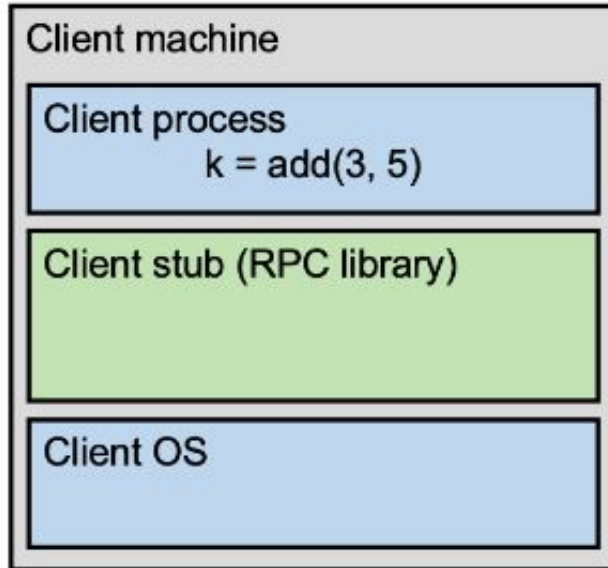 Client machine
Client process
k = add(3, 5)
Client stub (RPC library)
Client OS